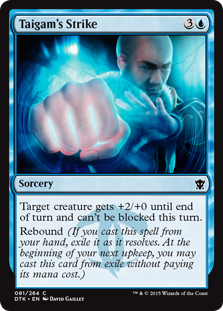 Taigam's Strike 3
Sorcery
Target creature gets +2/+0 until end
of turn and can't be blocked this turn.
Rebound (If you cast this spell from
your hand, exile it as it resolves. At the
beginning of your next upkeep, you may
cast this card from exile without paying
its mana cost.)
081/264 C
DTK • EN DAVID GAILLET
™ & © 2015 Wizards of the Coast